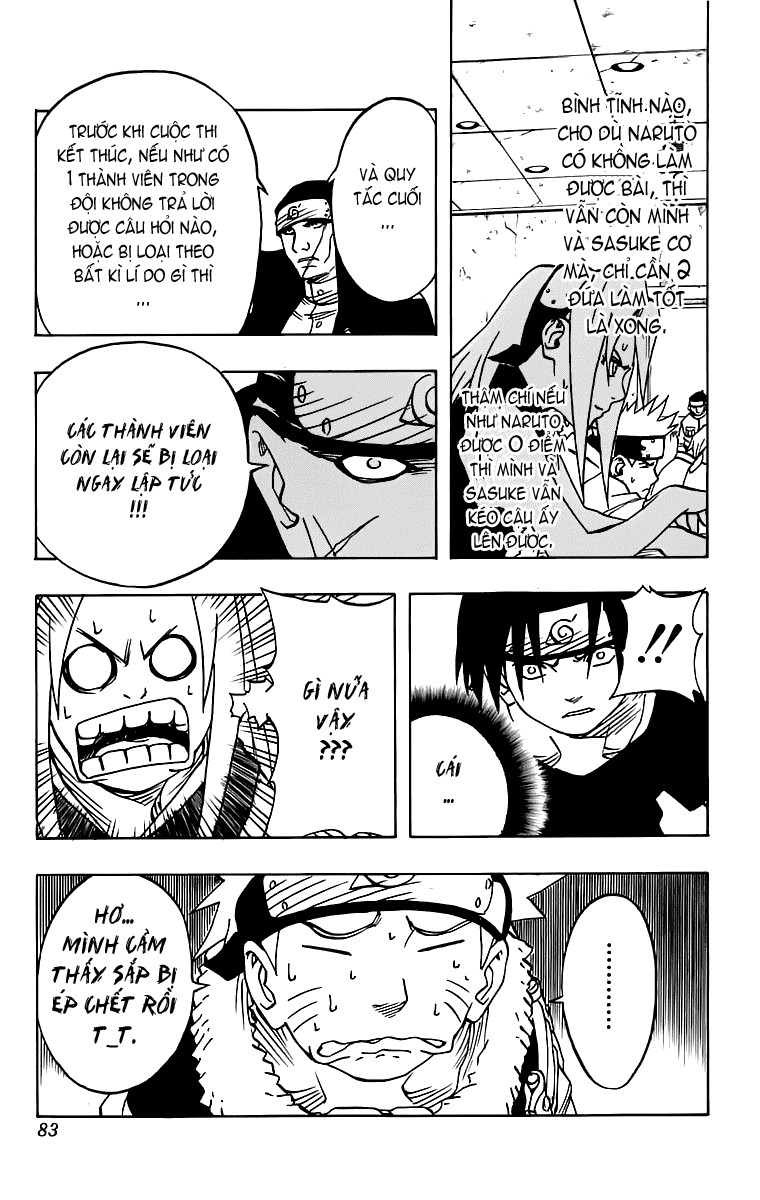 BÌNH TĨNH NÀO,
CHO DÙ NARUTO
CÓ KHÔNG LÀM
ĐƯỢC BÀI, THÌ
VẪN CÒN MÌNH
VÀ SASUKE CƠ
MÀ, CHỈ CẦN 2
ĐỨA LÀM TỐT
LÀ XONG.
THẬM CHÍ NẾU
NHƯ NARUTO
ĐƯỢC 0 ĐIỂM
THÌ MÌNH VÀ
SASUKE VẪN
KÉO CẬU ẤY
LÊN ĐƯỢC.
VÀ QUY
TẮC CUỐI
...
TRƯỚC KHI CUỘC THI
KẾT THÚC, NẾU NHƯ CÓ
1 THÀNH VIÊN TRONG
ĐỘI KHÔNG TRẢ LỜI
ĐƯỢC CÂU HỎI NÀO,
HOẶC BỊ LOẠI THEO
BẤT KÌ LÍ DO GÌ THÌ
...
CÁC THÀNH VIÊN
CÒN LẠI SẼ BỊ LOẠI
NGAY LẬP TỨC
!!!
!!
CÁI
...
GÌ NỮA
VẬY
???
.........
HƠ...
MÌNH CẦM
THẤY SẮP BỊ
ÉP CHẾT RỒI
T_T.
83